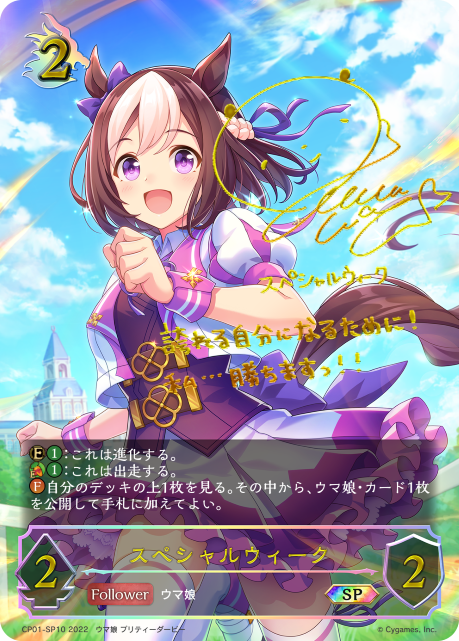 2
スペシャルウィーク
誇れる自分になるために!
私…勝ちますっ!!
E 1:これは進化する。
1:これは出走する。
F 自分のデッキの上1枚を見る。その中から、ウマ娘・カード1枚
を公開して手札に加えてよい。
スペシャルウィーク
2
Follower ウマ娘
SP
2
CP01-SP10 2022 ウマ娘 プリティーダービー
© Cygames, Inc.